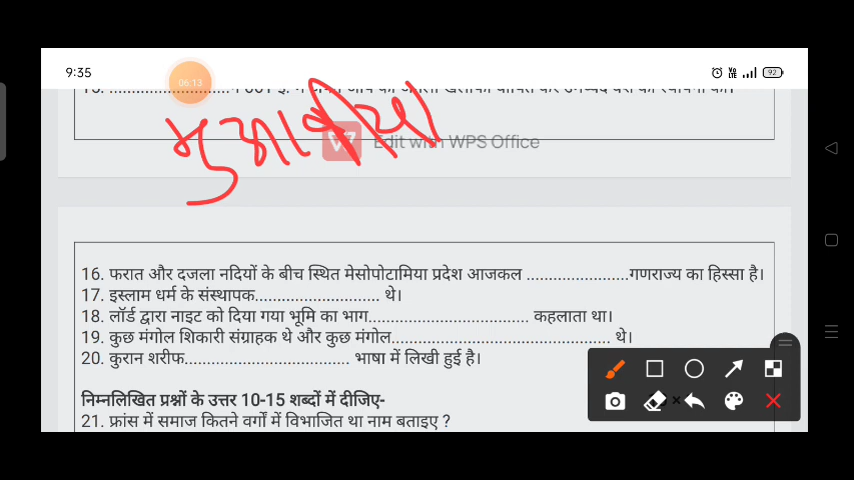 9:35
92
06:13
Edit with WPS Office
16. फरात और दजला नदियों के बीच स्थित मेसोपोटामिया प्रदेश आजकल .......................गणराज्य का हिस्सा है।
17. इस्लाम धर्म के संस्थापक............................ थे।
18. लॉर्ड द्वारा नाइट को दिया गया भूमि का भाग................................... कहलाता था।
19. कुछ मंगोल शिकारी संग्राहक थे और कुछ मंगोल................................................ थे।
20. कुरान शरीफ..................................... भाषा में लिखी हुई है।
निम्नलिखित प्रश्नों के उत्तर 10-15 शब्दों में दीजिए-
21. फ्रांस में समाज कितने वर्गों में विभाजित था नाम बताइए ?